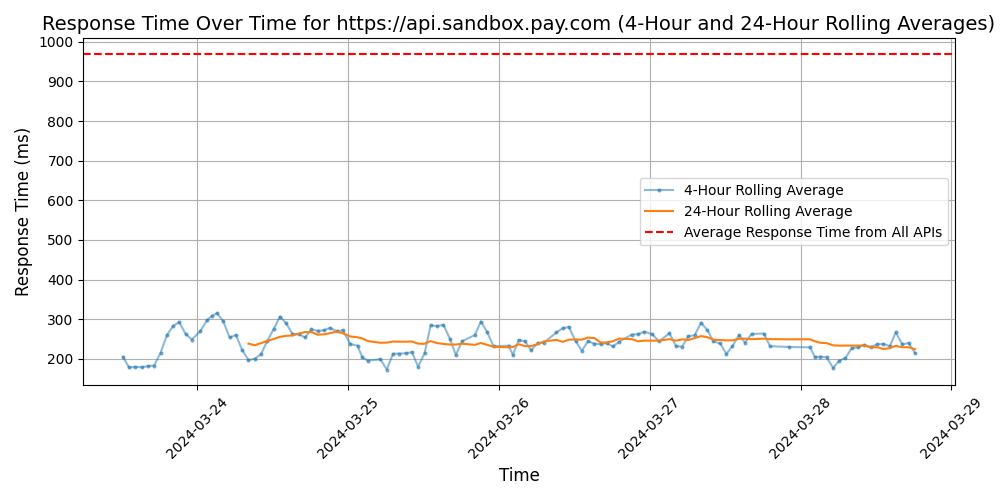 Response Time Over Time for https://api.sandbox.pay.com (4-Hour and 24-Hour Rolling Averages)
Response Time (ms)
1000
900
800
700
600
500
400
300
200
4-Hour Rolling Average
24-Hour Rolling Average
Average Response Time from All APIs
2024-03-24
2024-03-25
2024-03-26
2024-03-27
2024-03-28
2024-03-29
Time